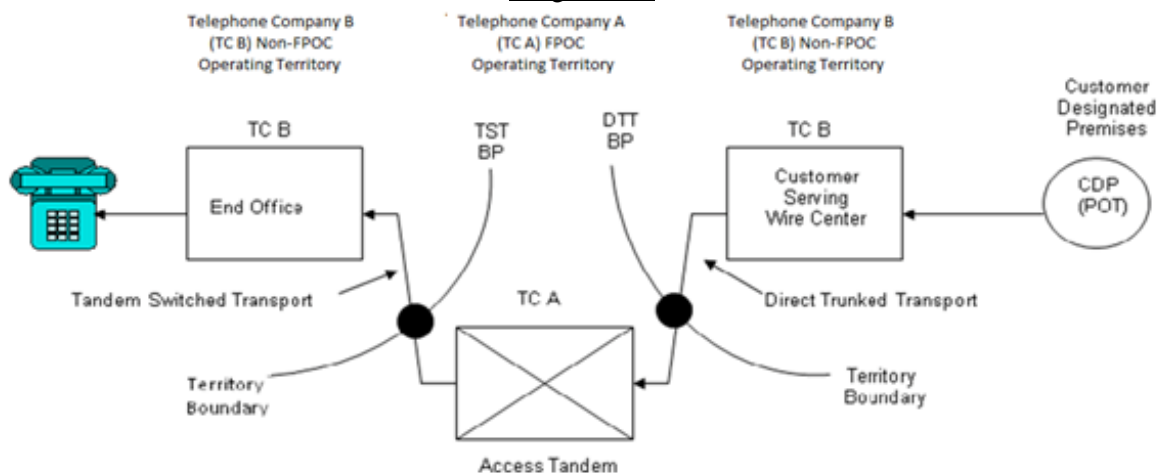 Telephone Company B
(TC B) Non-FPOC
Operating Territory
Telephone Company A
(TC A) FPOC
Operating Territory
Telephone Company B
(TC B) Non-FPOC
Operating Territory
Customer
Designated
Premises
TC B
TST
BP
DTT
BP
TC B
End Office
Customer
Serving
Wire Center
CDP
(POT)
Tandem Switched Transport
TC A
Direct Trunked Transport
Territory
Boundary
Territory
Boundary
Access Tandem